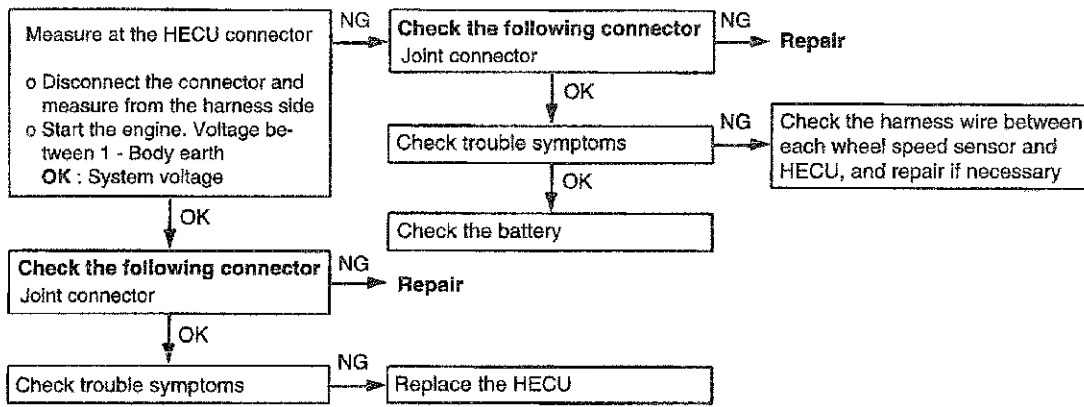 Measure at the HECU connector
o Disconnect the connector and
measure from the harness side
o Start the engine. Voltage be-
tween 1 - Body earth
OK : System voltage
NG
Check the following connector
Joint connector
NG
Repair
OK
Check trouble symptoms
NG
Check the harness wire between
each wheel speed sensor and
HECU, and repair if necessary
OK
Check the battery
OK
Check the following connector
Joint connector
NG
Repair
OK
Check trouble symptoms
NG
Replace the HECU